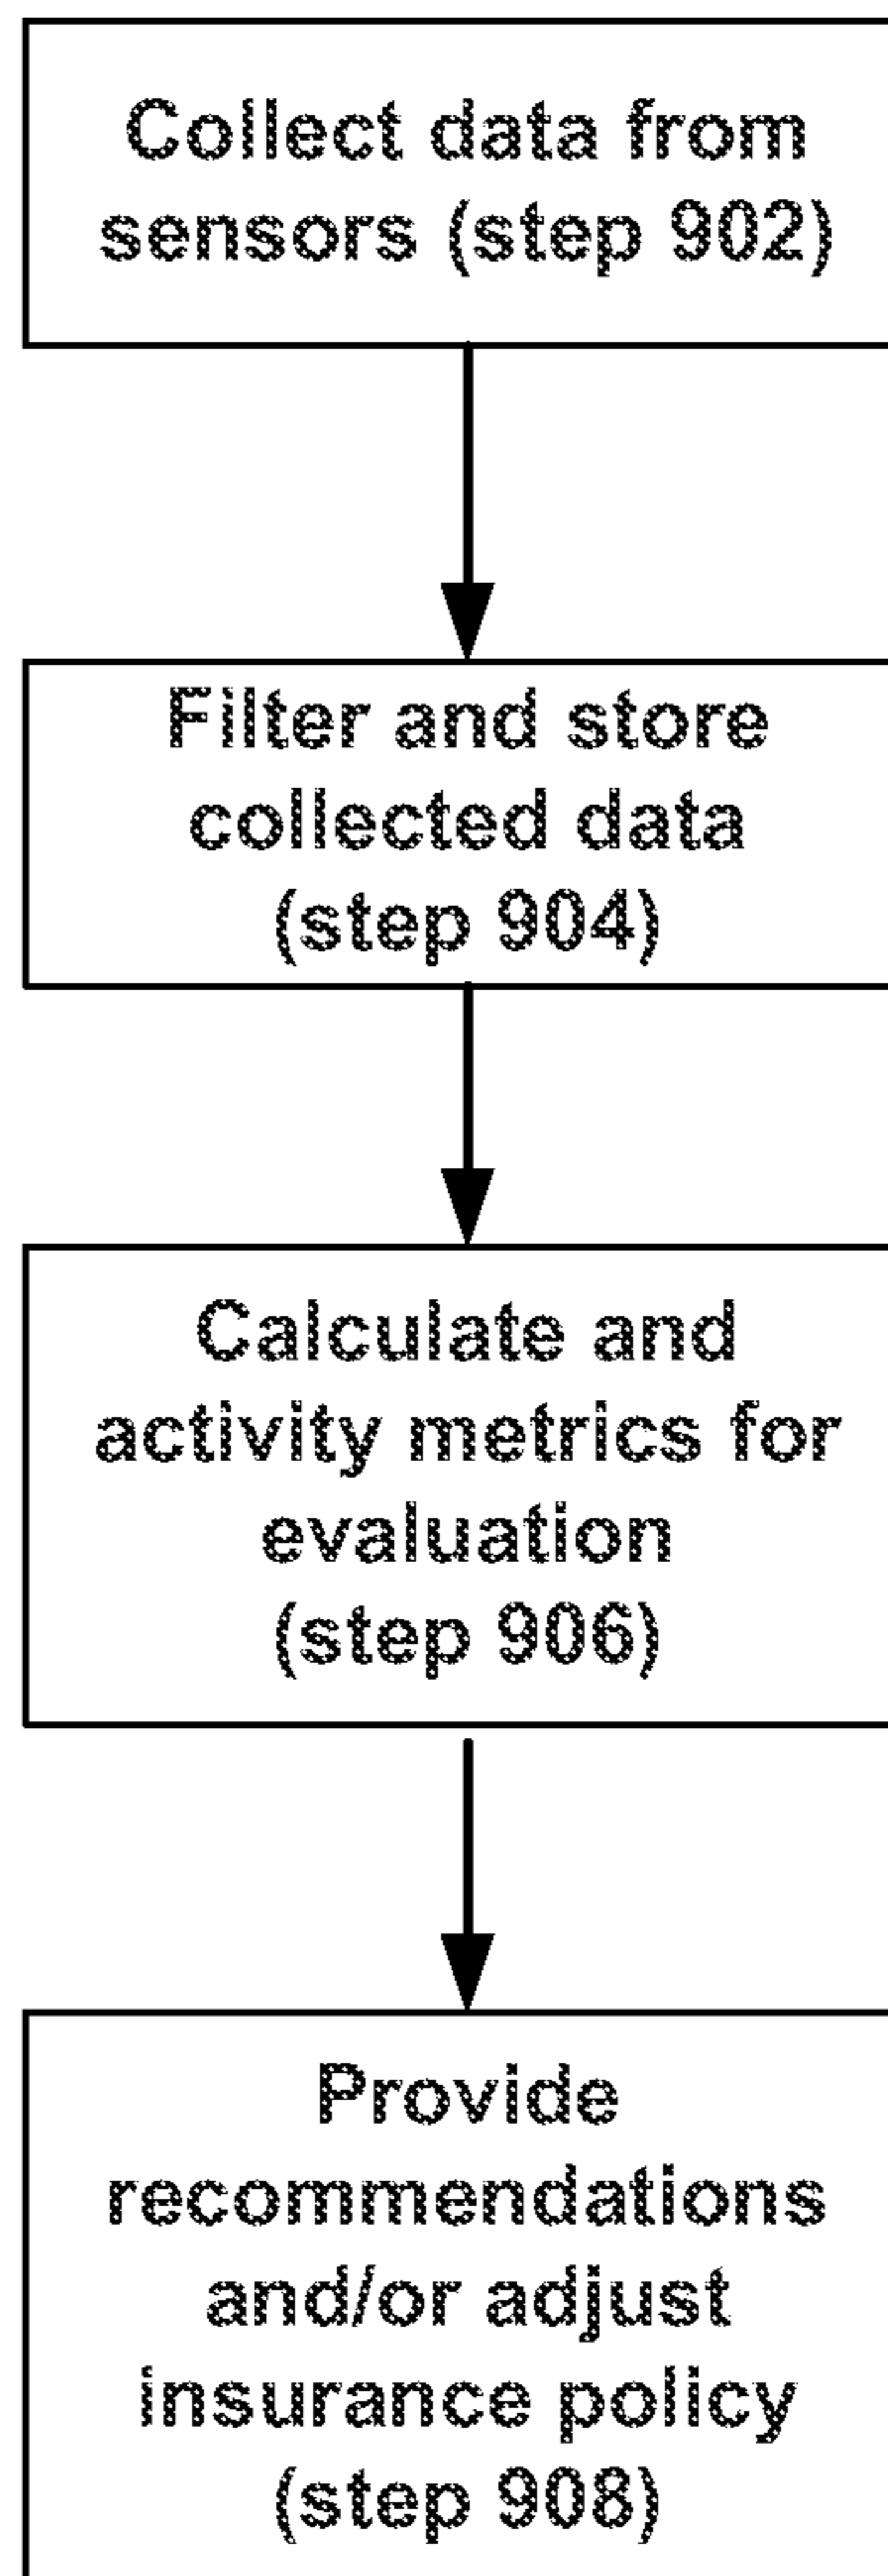 Collect data from
sensors (step 902)
Filter and store
collected data
(step 904)
Calculate and
activity metrics for
evaluation
(step 906)
Provide
recommendations
and/or adjust
insurance policy
(step 908)